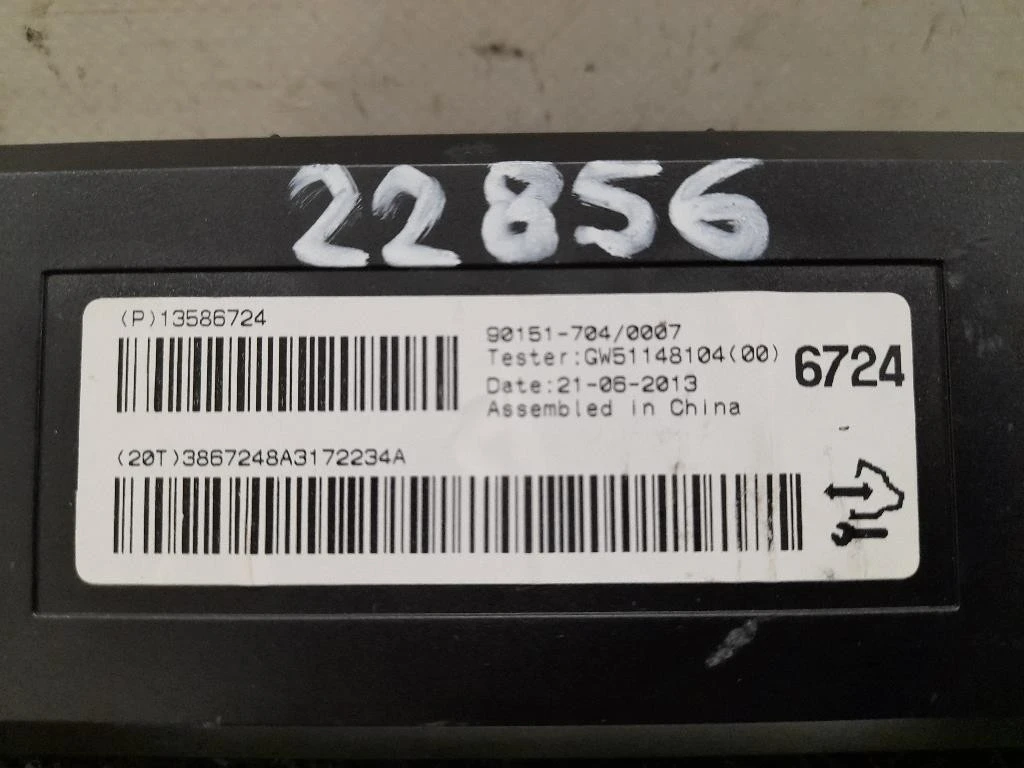 22856
(P)13586724
90151-704/0007
Tester:GW51148104(00)
6724
Date:21-06-2013
Assembled in China
(20T)3867248A3172234A